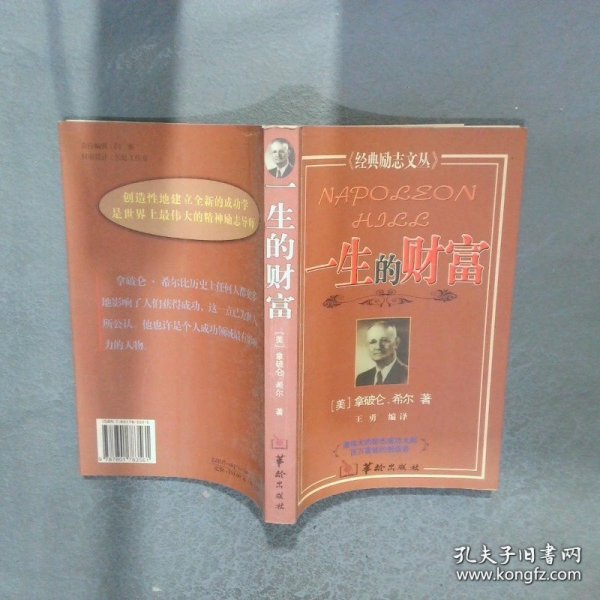 《经典励志文丛》
NAPOLEON
HILL
一生的财富
[美] 拿破仑·希尔 著
王勇 编译
华龄出版社
一生的财富
[美] 拿破仑·希尔 著
华龄出版社
创造性地建立全新的成功学
是世界上最伟大的精神励志导师
拿破仑·希尔比历史上任何人都更多
地影响了人们获得成功，这一点已为世人
所公认。他也许是个人成功领域最有影响
力的人物。
孔夫子旧书网
www.kongfz.com